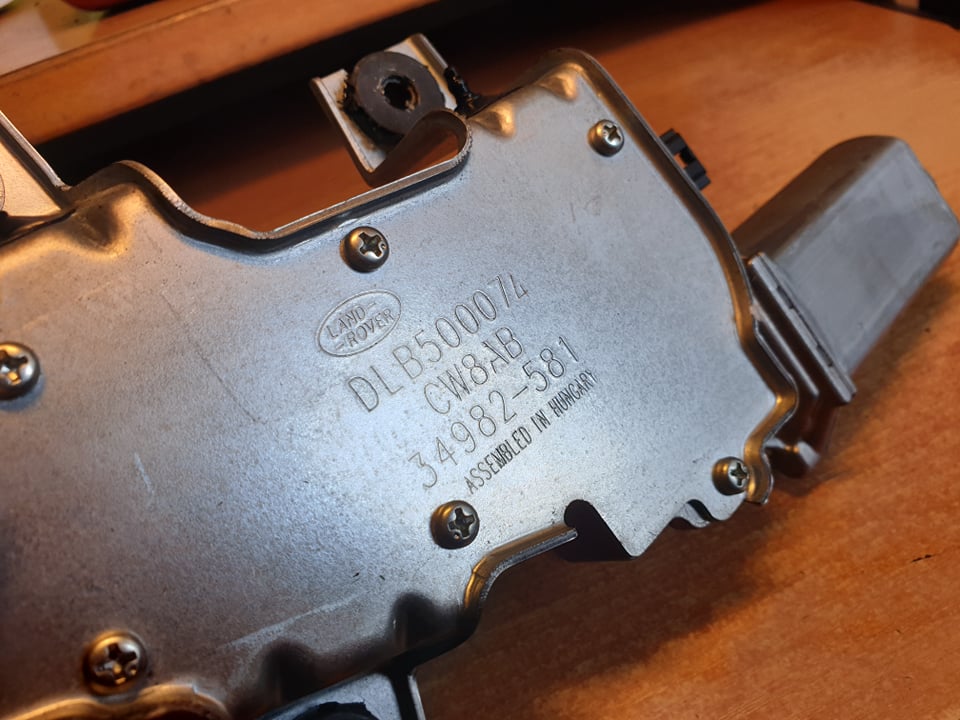 LAND-
-ROVER
DLB500074
CW8AB
34982-581
ASSEMBLED IN HUNGARY